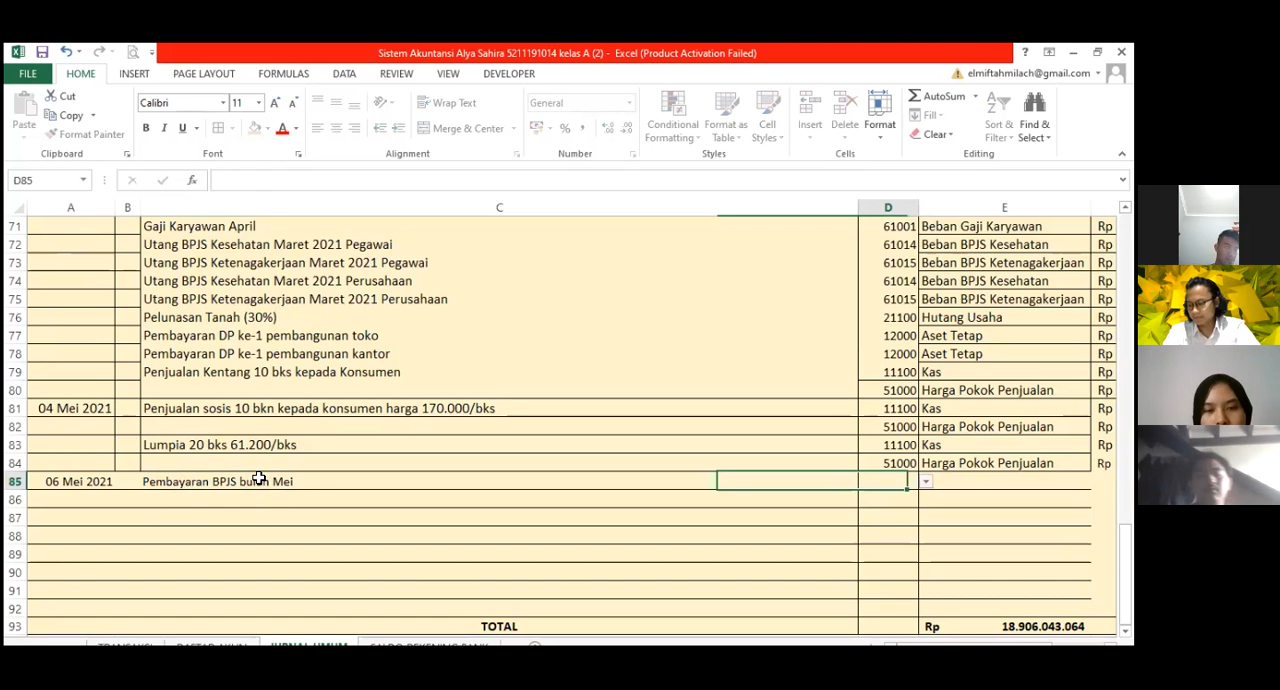 Sistem Akuntansi Alya Sahira 5211191014 kelas A (2) - Excel (Product Activation Failed)
FILE HOME INSERT PAGE LAYOUT FORMULAS DATA REVIEW VIEW DEVELOPER elmiftahmilach@gmail.com
Paste Cut Copy Format Painter
Calibri 11
B I U A
Wrap Text
Merge & Center
General
Conditional Formatting Format as Table Cell Styles
Insert Delete Format
AutoSum Fill Clear
Sort & Filter Find & Select
Clipboard Font Alignment Number Styles Cells Editing
D85 fx
A B C D E
71 Gaji Karyawan April 61001 Beban Gaji Karyawan Rp
72 Utang BPJS Kesehatan Maret 2021 Pegawai 61014 Beban BPJS Kesehatan Rp
73 Utang BPJS Ketenagakerjaan Maret 2021 Pegawai 61015 Beban BPJS Ketenagakerjaan Rp
74 Utang BPJS Kesehatan Maret 2021 Perusahaan 61014 Beban BPJS Kesehatan Rp
75 Utang BPJS Ketenagakerjaan Maret 2021 Perusahaan 61015 Beban BPJS Ketenagakerjaan Rp
76 Pelunasan Tanah (30%) 21100 Hutang Usaha Rp
77 Pembayaran DP ke-1 pembangunan toko 12000 Aset Tetap Rp
78 Pembayaran DP ke-1 pembangunan kantor 12000 Aset Tetap Rp
79 Penjualan Kentang 10 bks kepada Konsumen 11100 Kas Rp
80 51000 Harga Pokok Penjualan Rp
81 04 Mei 2021 Penjualan sosis 10 bkn kepada konsumen harga 170.000/bks 11100 Kas Rp
82 51000 Harga Pokok Penjualan Rp
83 Lumpia 20 bks 61.200/bks 11100 Kas Rp
84 51000 Harga Pokok Penjualan Rp
85 06 Mei 2021 Pembayaran BPJS Mei
86
87
88
89
90
91
92
93 TOTAL Rp 18.906.043.064
JURNAL UMUM